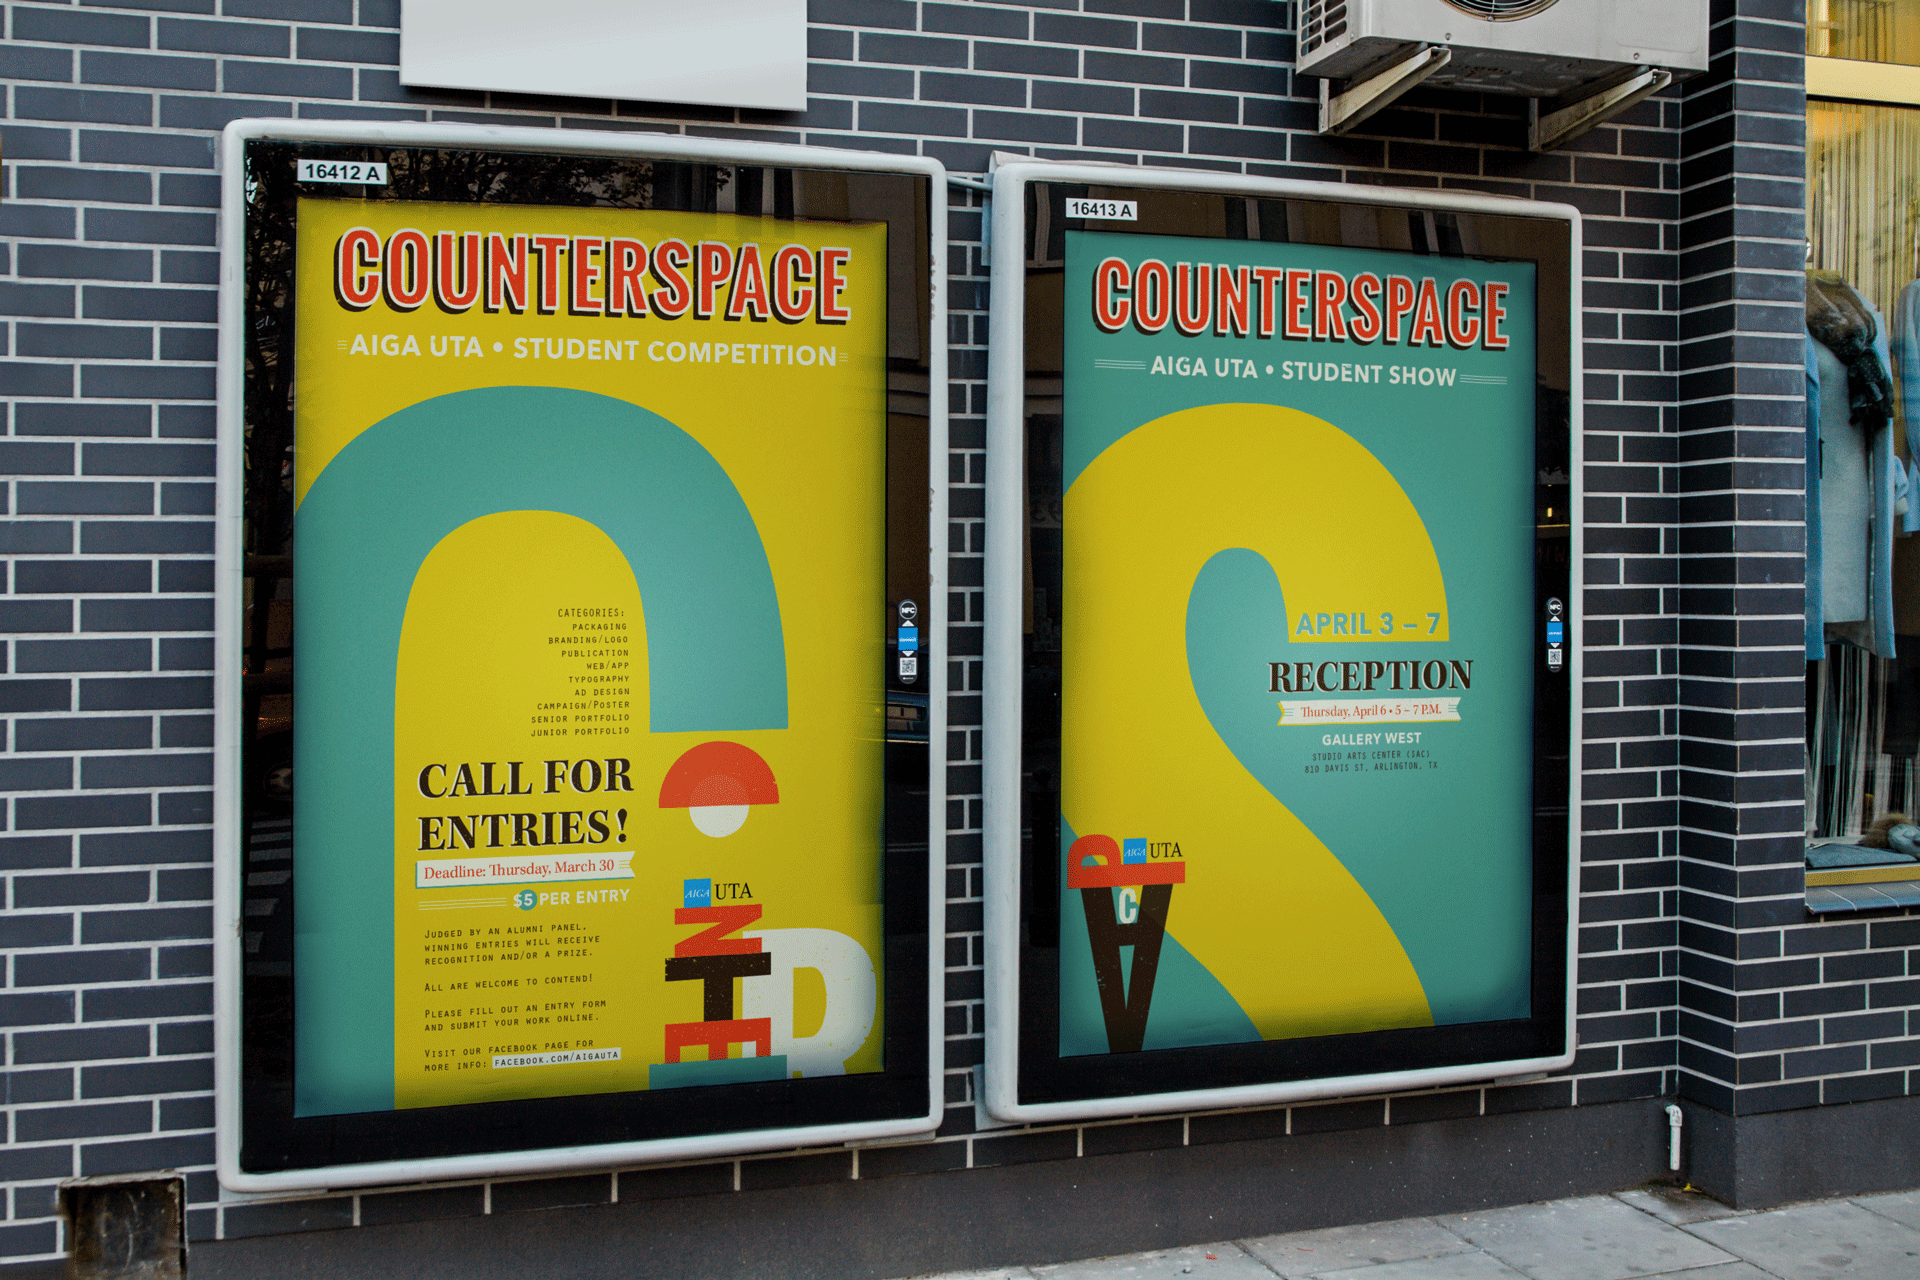 16412 A
COUNTERSPACE
AIGA UTA • STUDENT COMPETITION
CATEGORIES:
PACKAGING
BRANDING/LOGO
PUBLICATION
WEB/APP
TYPOGRAPHY
AD DESIGN
CAMPAIGN/POSTER
SENIOR PORTFOLIO
JUNIOR PORTFOLIO
CALL FOR
ENTRIES!
Deadline: Thursday, March 30
$5 PER ENTRY
JUDGED BY AN ALUMNI PANEL,
WINNING ENTRIES WILL RECEIVE
RECOGNITION AND/OR A PRIZE.
ALL ARE WELCOME TO CONTEND!
PLEASE FILL OUT AN ENTRY FORM
AND SUBMIT YOUR WORK ONLINE.
VISIT OUR FACEBOOK PAGE FOR
MORE INFO: FACEBOOK.COM/AIGAUTA
AIGA UTA
NTER
NFC
16413 A
COUNTERSPACE
AIGA UTA • STUDENT SHOW
APRIL 3 – 7
RECEPTION
Thursday, April 6 • 5 – 7 P.M.
GALLERY WEST
STUDIO ARTS CENTER (SAC)
810 DAVIS ST, ARLINGTON, TX
AIGA UTA
P
C
A
NFC